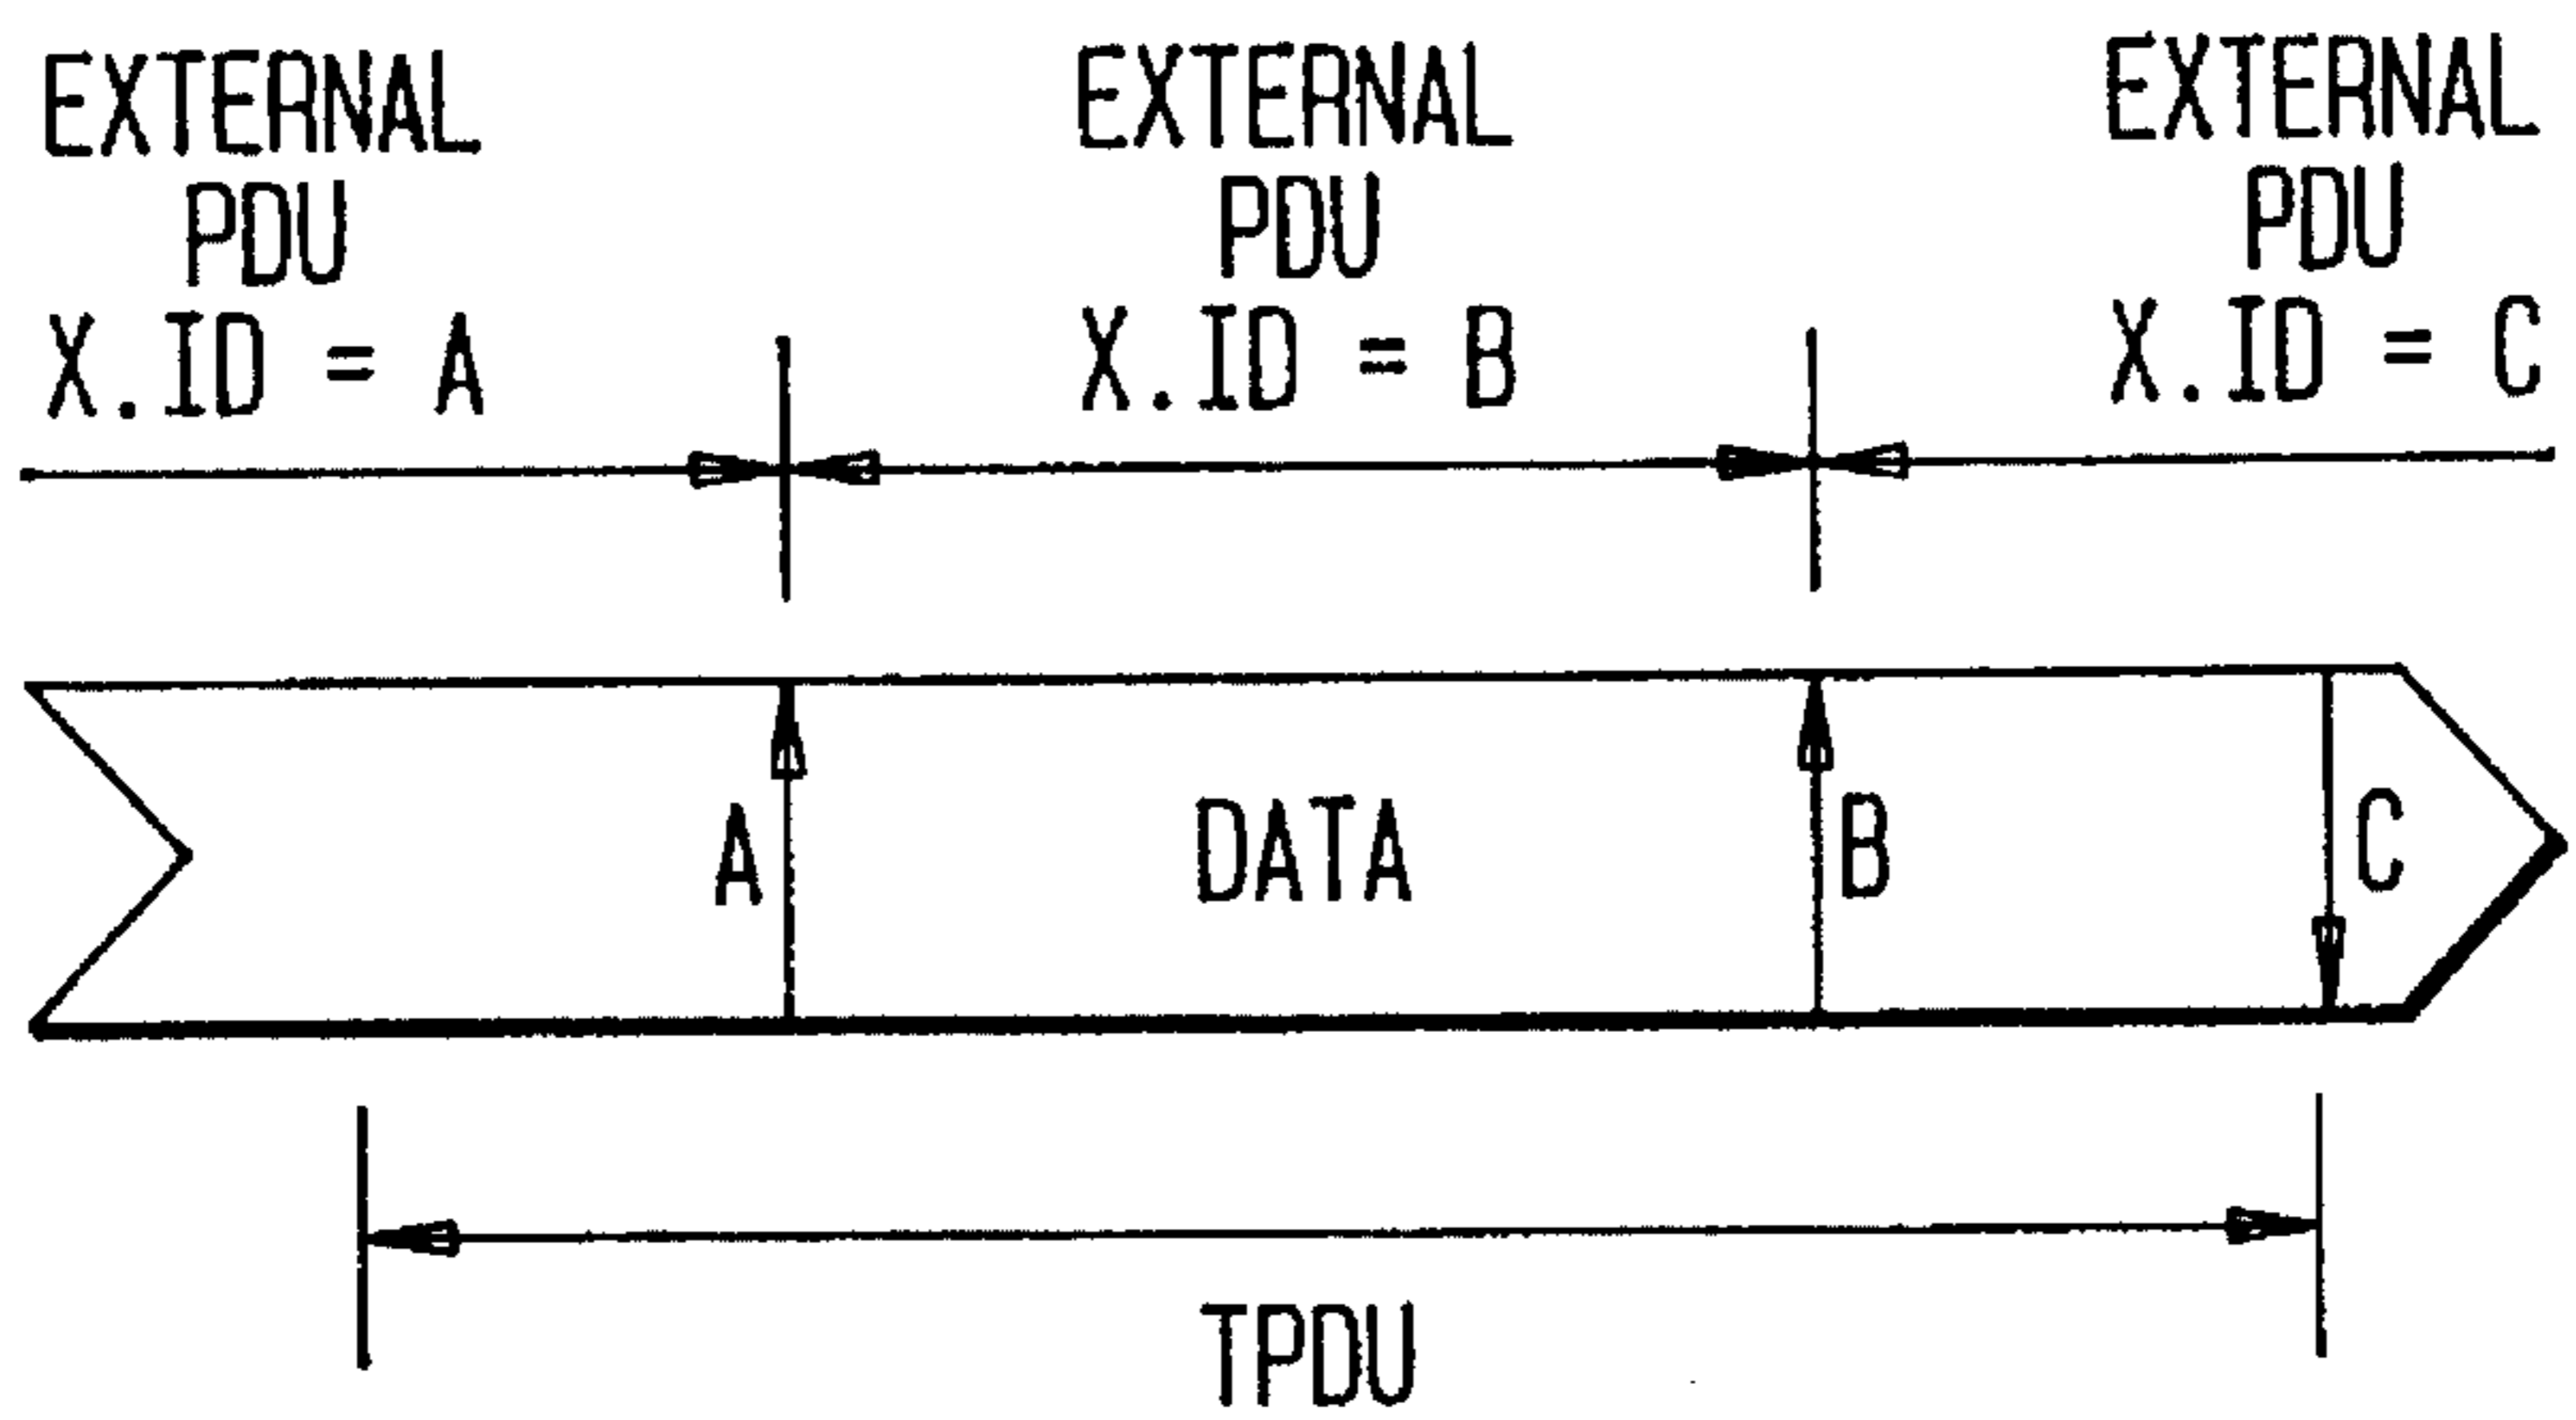 EXTERNAL
PDU
X.ID = A
EXTERNAL
PDU
X.ID = B
EXTERNAL
PDU
X.ID = C
A
DATA
B
C
TPDU